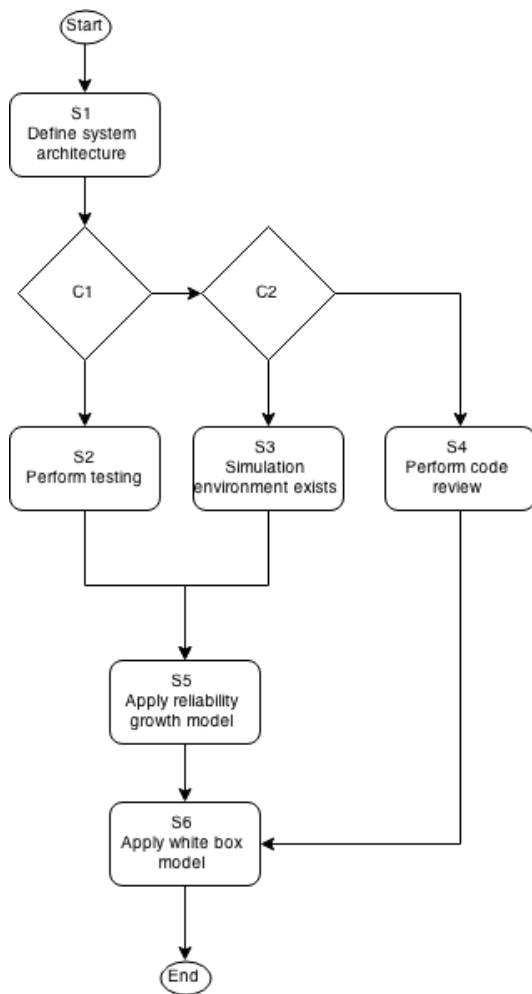 Start
S1
Define system
architecture
C1
C2
S2
Perform testing
S3
Simulation
environment exists
S4
Perform code
review
S5
Apply reliability
growth model
S6
Apply white box
model
End